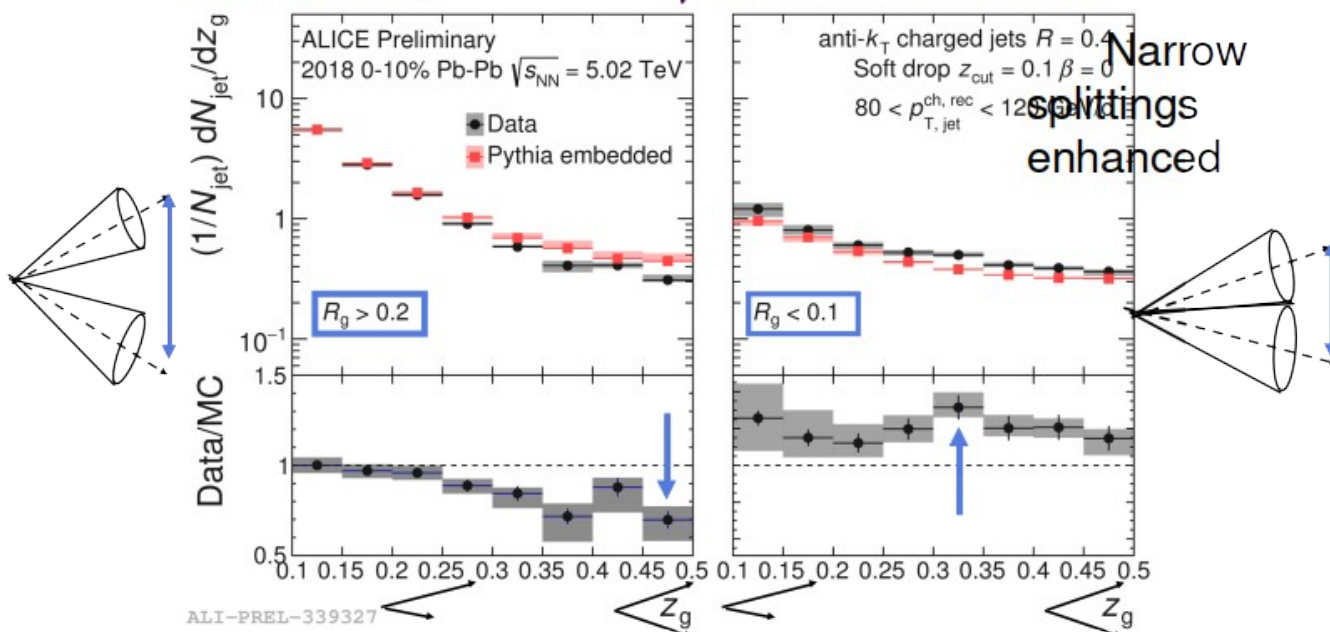 ALICE Preliminary
2018 0-10% Pb-Pb √s_NN = 5.02 TeV
Data
Pythia embedded
R_g > 0.2
(1/N_jet) dN_jet/dz_g
10
1
10⁻¹
anti-k_T charged jets R = 0.4
Soft drop z_cut = 0.1 β = 0
80 < p_T, jet^ch, rec < 120 GeV/c
Narrow
splittings
enhanced
R_g < 0.1
Data/MC
1.5
1
0.5
0.1 0.15 0.2 0.25 0.3 0.35 0.4 0.45 0.5
0.1 0.15 0.2 0.25 0.3 0.35 0.4 0.45 0.5
z_g
z_g
ALI-PREL-339327